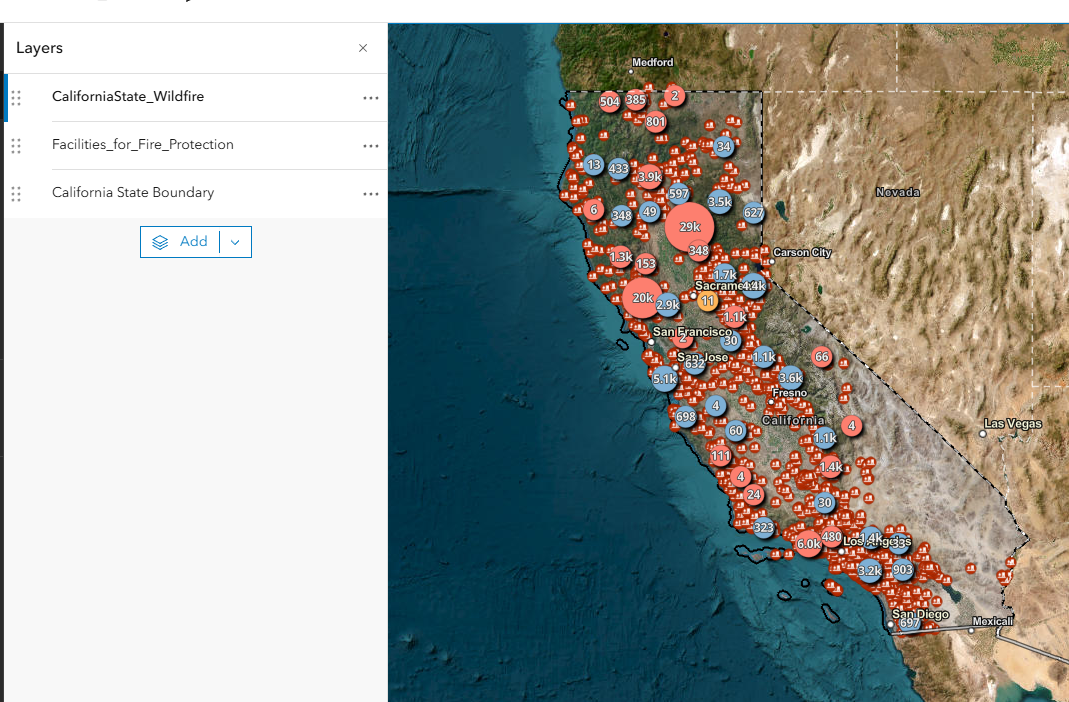 Layers
CaliforniaState_Wildfire
Facilities_for_Fire_Protection
California State Boundary
Add
Medford
504
385
2
801
34
13
433
3.9k
597
3.5k
6
348
49
627
29k
348
Carson City
Nevada
1.3k
153
1.7k
4.4k
20k
2.9k
11
1.1k
San Francisco
2
30
San Jose
632
1.1k
66
5.1k
3.6k
Fresno
4
698
California
4
60
1.1k
Las Vegas
111
1.4k
4
24
30
323
6.0k
480
Los Angeles
1.4k
3.2k
903
San Diego
697
Mexicali